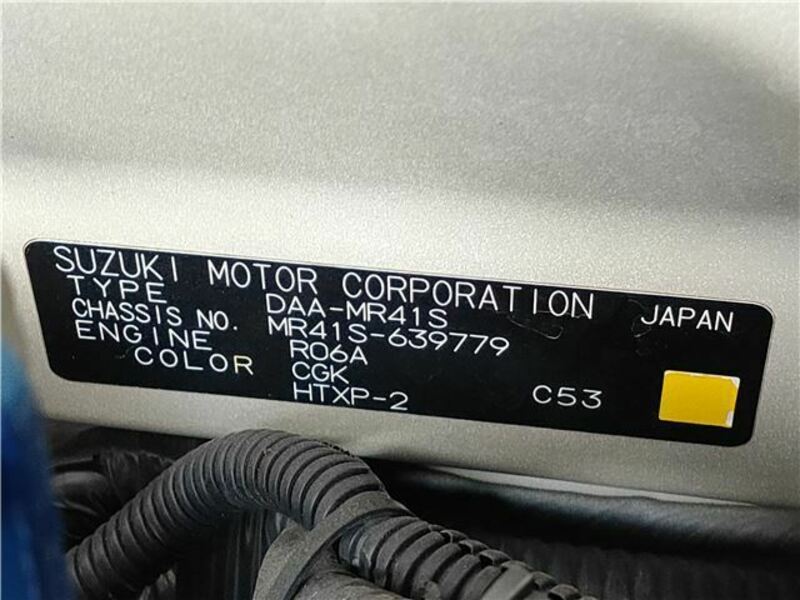 SUZUKI MOTOR CORPORATION JAPAN
TYPE DAA-MR41S
CHASSIS NO. MR41S-639779
ENGINE R06A
COLOR CGK
HTXP-2 C53